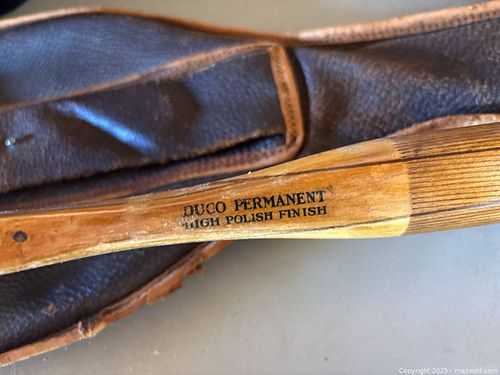 DUCO PERMANENT
HIGH POLISH FINISH
Copyright 2025 - maxsold.com